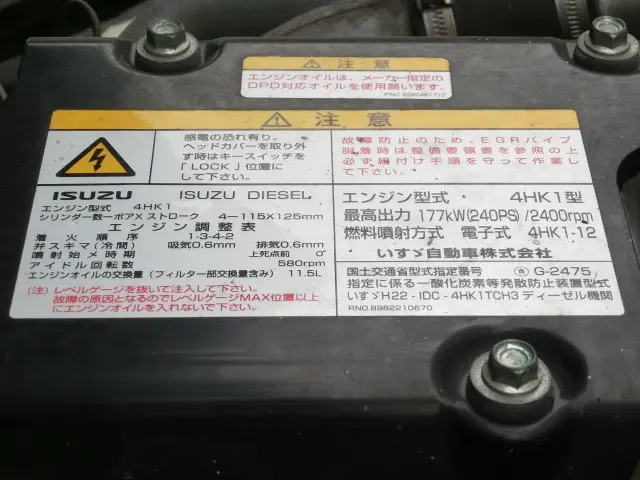 ⚠ 注意
エンジンオイルは、メーカー指定の
DPD対応オイルを使用願います。
PNO.8980461710
⚠ 注意
感電の恐れ有り。
ヘッドカバーを取り外
す時はキースイッチを
「LOCK」位置に
して下さい。
故障防止のため、EGRパイプ
脱着時は整備要領書を参照の上
必ず締付け手順を守って作業し
て下さい。
ISUZU ISUZU DIESEL
エンジン型式 4HK1
シリンダー数ーボアXストローク 4-115X125mm
エンジン調整表
着火順序 1-3-4-2
弁スキマ(冷間) 吸気0.6mm 排気0.6mm
噴射始メ時期 上死点前 0°
アイドル回転数 580rpm
エンジンオイルの交換量(フィルター部交換量含み) 11.5L
(注)レベルゲージを抜いて注入して下さい。
故障の原因となるのでレベルゲージMAX位置以上
にエンジンオイルを入れないで下さい。
エンジン型式・ 4HK1型
最高出力 177kW(240PS)/2400rpm
燃料噴射方式 電子式 4HK1-12
いすゞ自動車株式会社
国土交通省型式指定番号 G-2475
指定に係る一酸化炭素等発散防止装置型式
いすゞH22-IDC-4HK1TCH3ディーゼル機関
RNO.8982210670